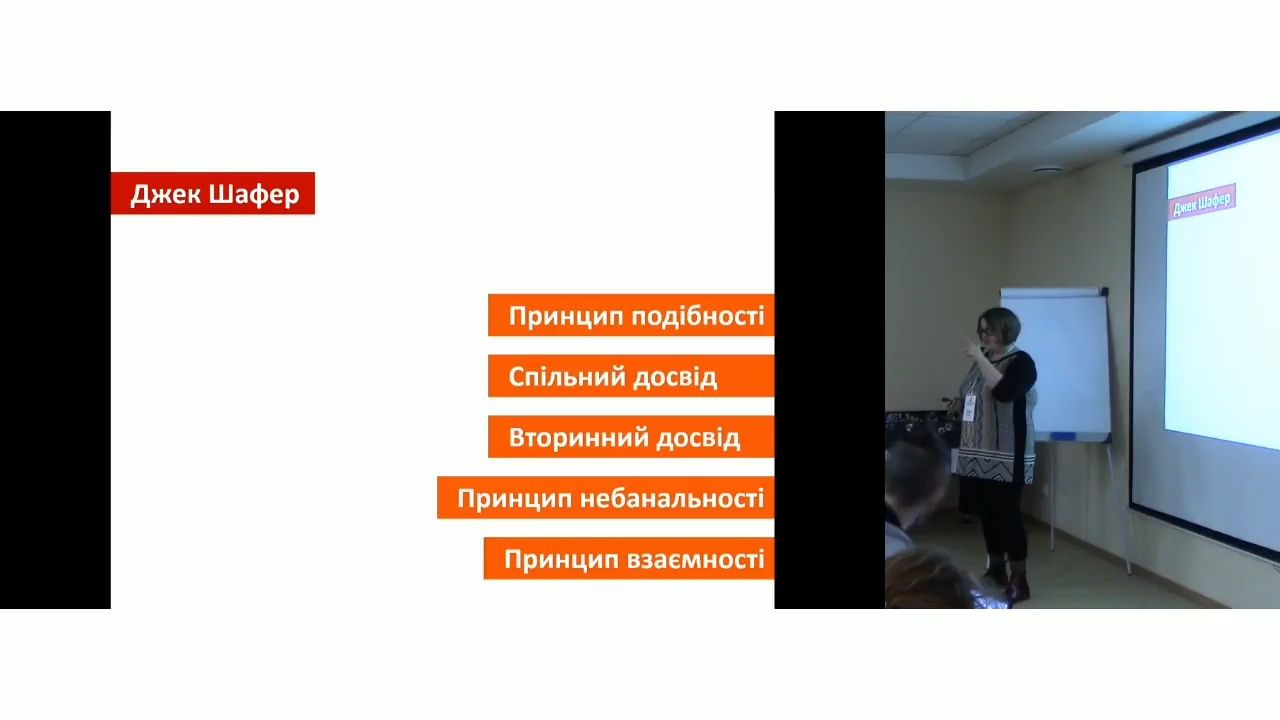 Джек Шафер
Принцип подібності
Спільний досвід
Вторинний досвід
Принцип небанальності
Принцип взаємності
Джек Шафер